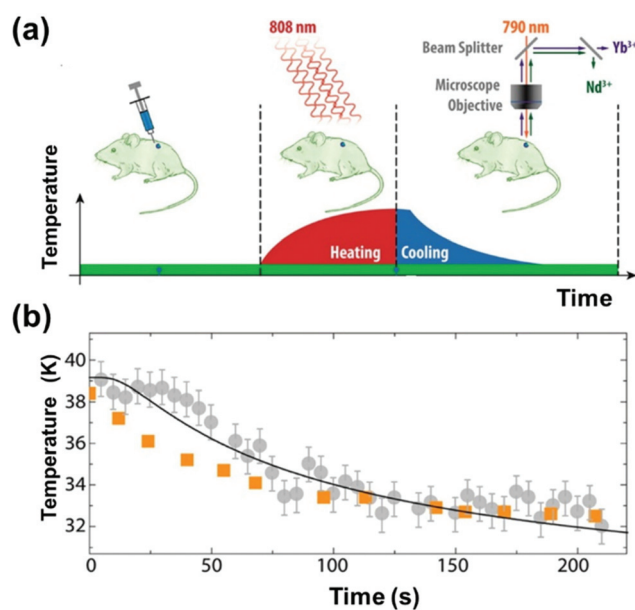 (a)
808 nm
790 nm
Beam Splitter
Yb³⁺
Microscope
Objective
Nd³⁺
Temperature
Heating
Cooling
Time
(b)
Temperature (K)
40
38
36
34
32
0
50
100
150
200
Time (s)